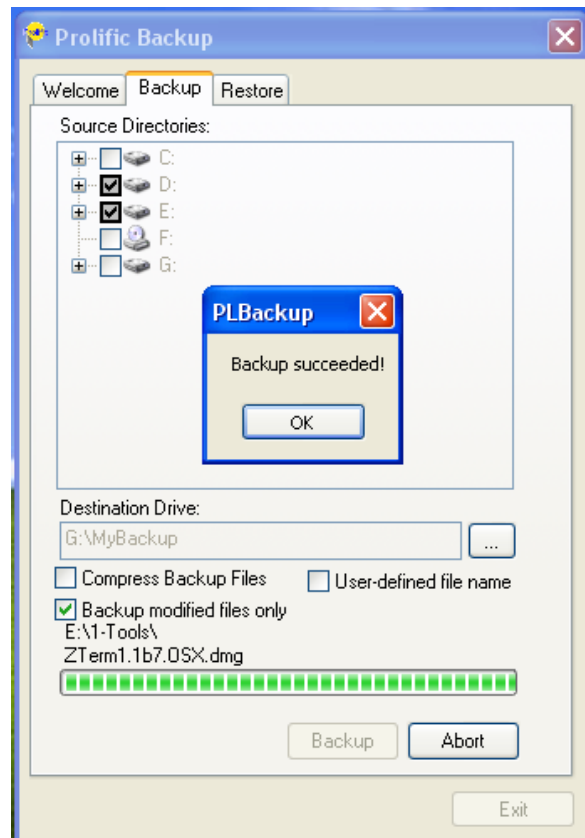 Prolific Backup
Welcome Backup Restore
Source Directories:
C:
D:
E:
F:
G:
PLBackup
Backup succeeded!
OK
Destination Drive:
G:\MyBackup ...
Compress Backup Files User-defined file name
Backup modified files only
E:\1-Tools\
ZTerm1.1b7.OSX.dmg
Backup Abort
Exit